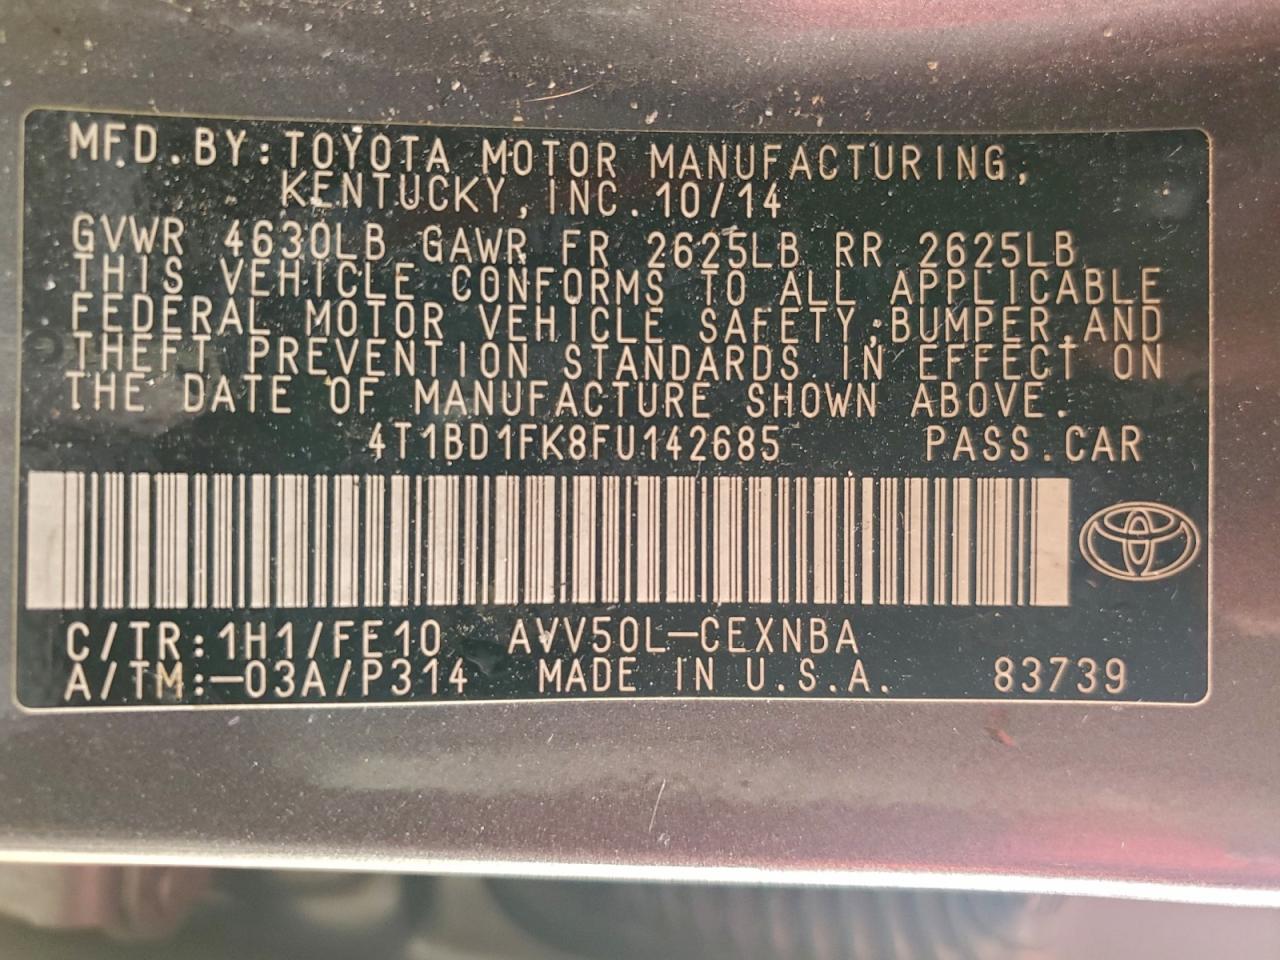 MFD.BY:TOYOTA MOTOR MANUFACTURING,
KENTUCKY,INC.10/14
GVWR 4630LB GAWR FR 2625LB RR 2625LB
THIS VEHICLE CONFORMS TO ALL APPLICABLE
FEDERAL MOTOR VEHICLE SAFETY,BUMPER,AND
THEFT PREVENTION STANDARDS IN EFFECT ON
THE DATE OF MANUFACTURE SHOWN ABOVE.
4T1BD1FK8FU142685 PASS.CAR
C/TR:1H1/FE10 AVV50L-CEXNBA
A/TM:-03A/P314 MADE IN U.S.A. 83739